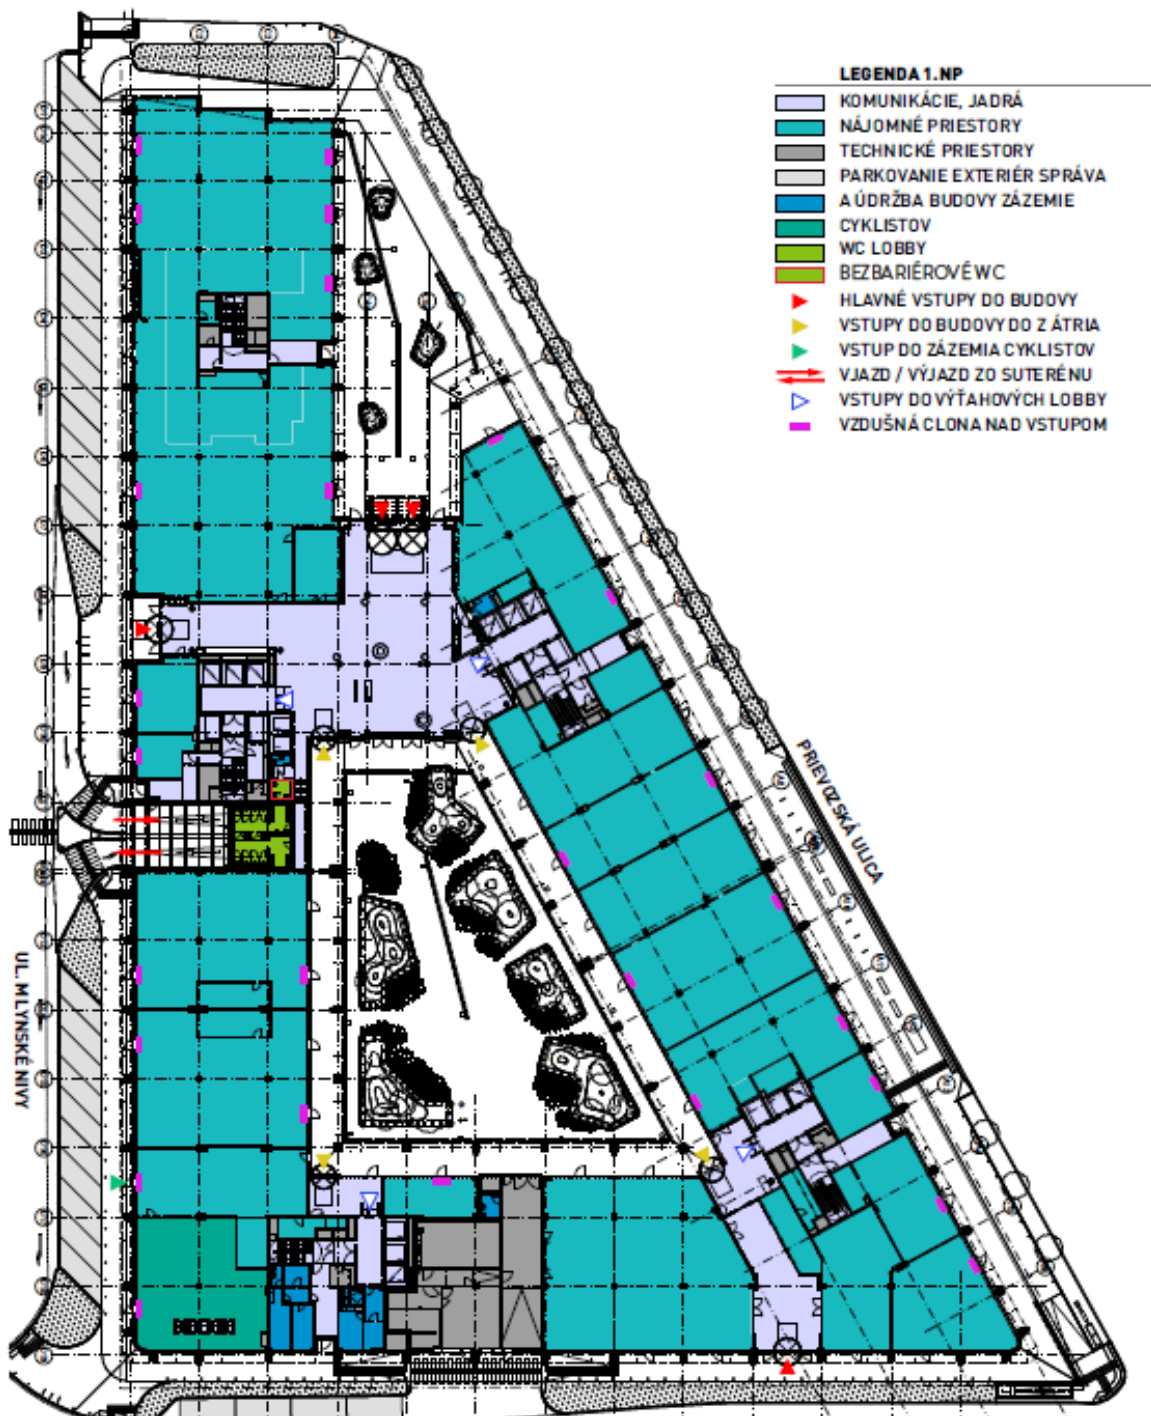 LEGENDA 1.NP
KOMUNIKÁCIE, JADRÁ
NÁJOMNÉ PRIESTORY
TECHNICKÉ PRIESTORY
PARKOVANIE EXTERIÉR SPRÁVA
A ÚDRŽBA BUDOVY ZÁZEMIE
CYKLISTOV
WC LOBBY
BEZBARIÉROVÉ WC
HLAVNÉ VSTUPY DO BUDOVY
VSTUPY DO BUDOVY DO Z ÁTRIA
VSTUP DO ZÁZEMIA CYKLISTOV
VJAZD / VÝJAZD ZO SUTERÉNU
VSTUPY DO VÝŤAHOVÝCH LOBBY
VZDUŠNÁ CLONA NAD VSTUPOM
PRIEVOZSKÁ ULICA
UL. MLYNSKÉ NIVY